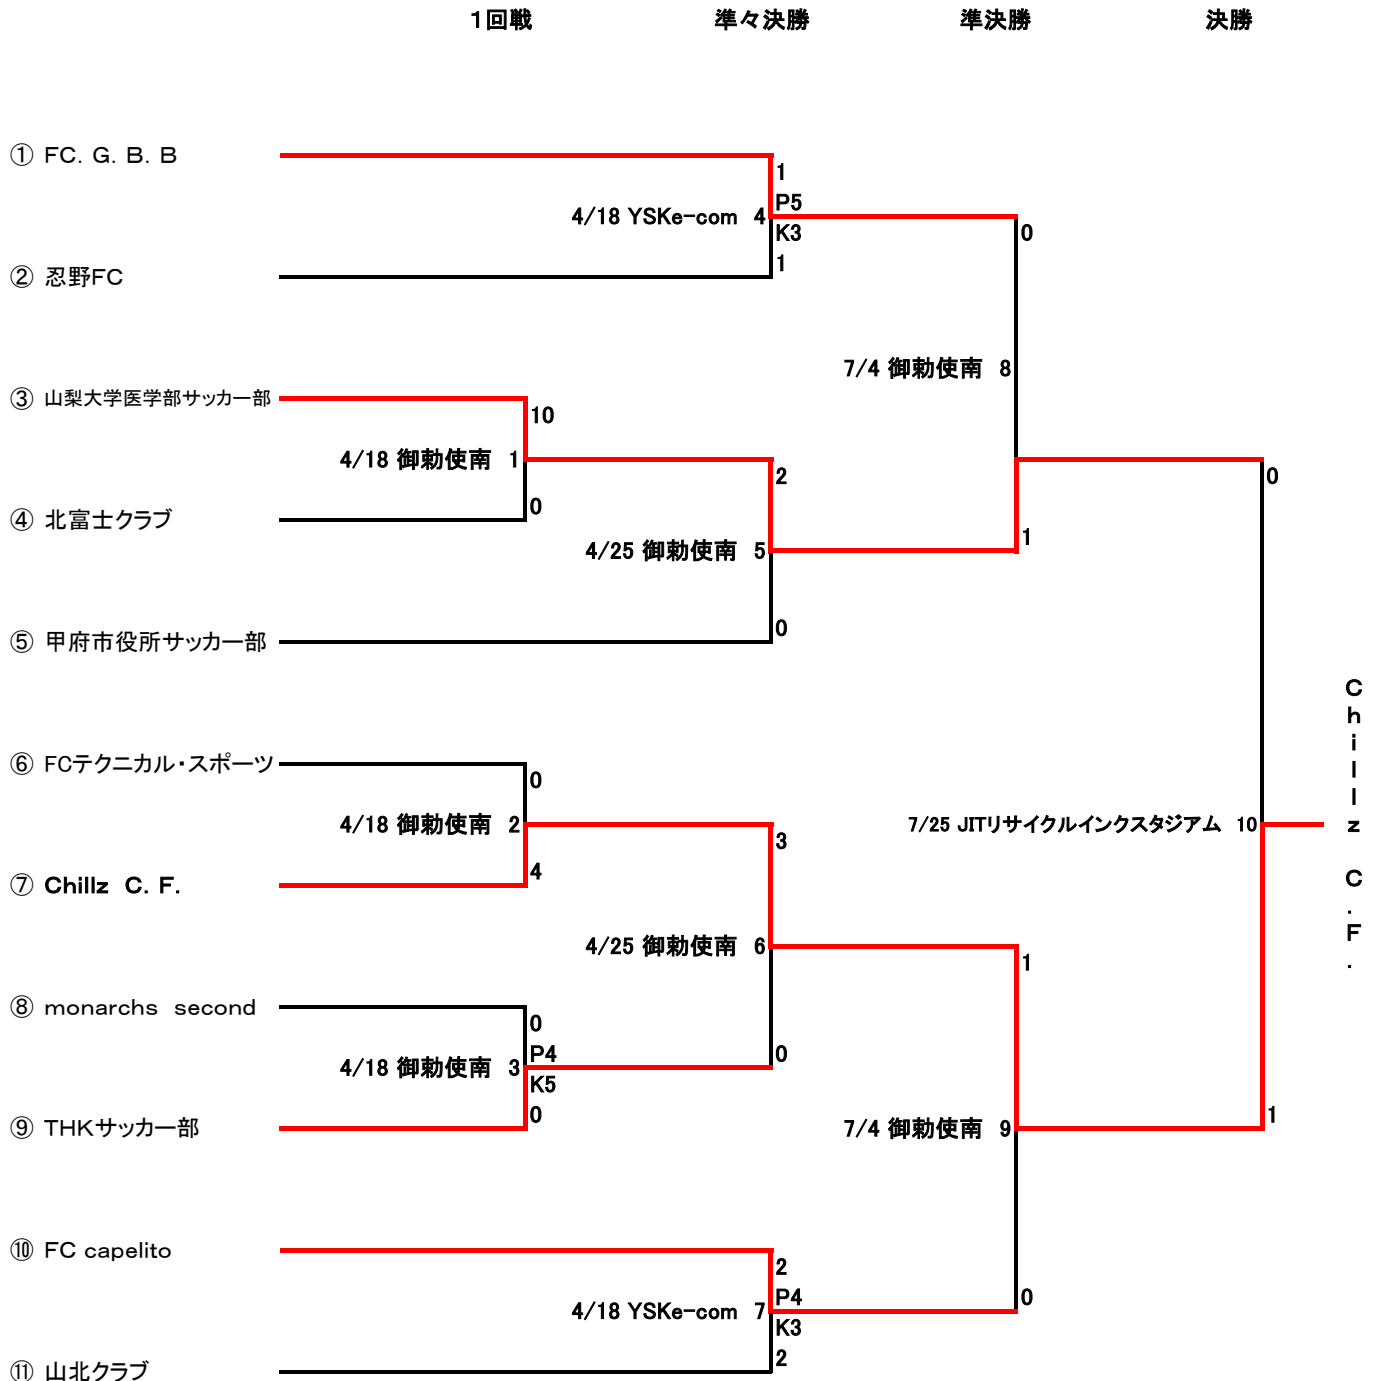 1回戦 準々決勝 準決勝 決勝
① FC. G. B. B
1
P5
4/18 YSKe-com 4
K3
0
1
② 忍野FC
7/4 御勅使南 8
③ 山梨大学医学部サッカー部
10
4/18 御勅使南 1
2
0
0
④ 北富士クラブ
1
4/25 御勅使南 5
0
⑤ 甲府市役所サッカー部
Chillz C.F.
⑥ FCテクニカル・スポーツ
0
4/18 御勅使南 2
7/25 JITリサイクルインクスタジアム 10
3
4
⑦ Chillz C. F.
4/25 御勅使南 6
1
⑧ monarchs second
0
P4
0
4/18 御勅使南 3
K5
0
1
⑨ THKサッカー部
7/4 御勅使南 9
⑩ FC capelito
2
P4
0
4/18 YSKe-com 7
K3
2
⑪ 山北クラブ